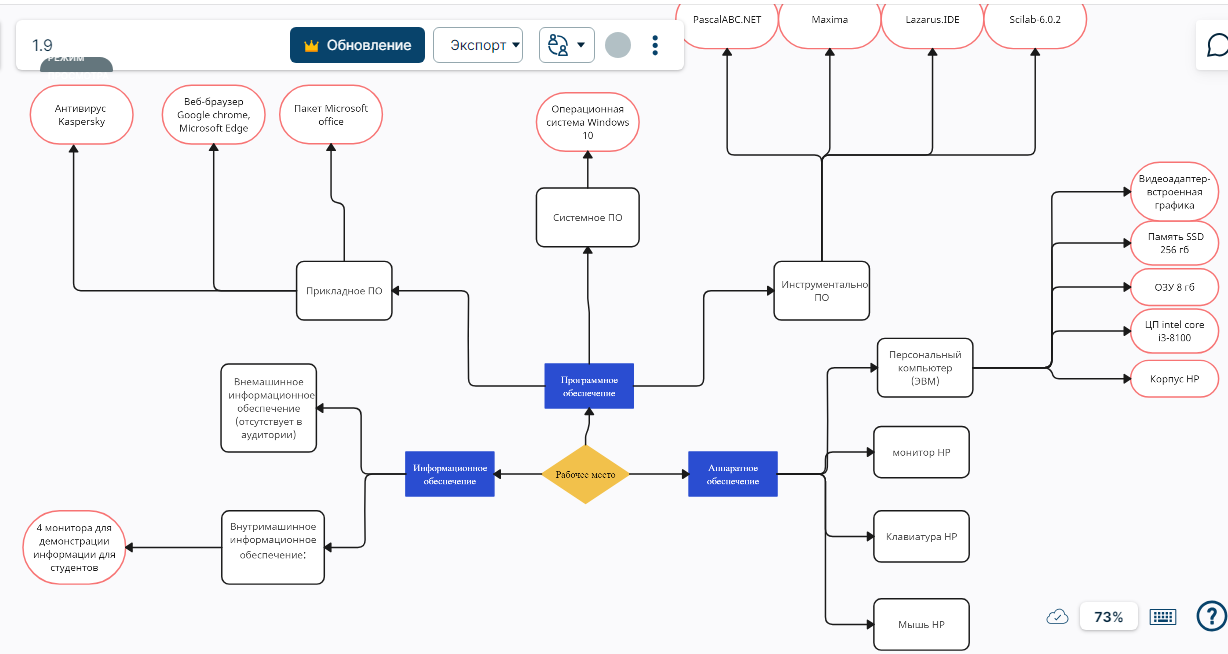 1.9
Обновление
Экспорт
РЕЖИМ
PascalABC.NET
Maxima
Lazarus.IDE
Scilab-6.0.2
Антивирус
Kaspersky
Веб-браузер
Google chrome,
Microsoft Edge
Пакет Microsoft
office
Операционная
система Windows
10
Системное ПО
Прикладное ПО
Инструментально
ПО
Видеоадаптер-
встроенная
графика
Память SSD
256 гб
ОЗУ 8 гб
ЦП intel core
i3-8100
Корпус HP
Персональный
компьютер
(ЭВМ)
Программное
обеспечение
Внемашинное
информационное
обеспечение
(отсутствует в
аудитории)
Информационное
обеспечение
Рабочее место
Аппаратное
обеспечение
монитор HP
Клавиатура HP
Мышь HP
4 монитора для
демонстрации
информации для
студентов
Внутримашинное
информационное
обеспечение:
73%
?